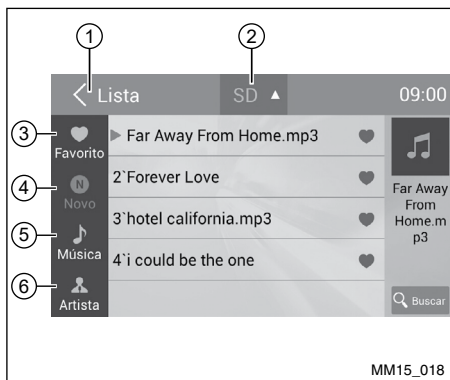 1
2
Lista
SD ▲
09:00
3
Favorito
Far Away From Home.mp3
4
N
Novo
2`Forever Love
Far Away
From
Home.m
p3
5
Música
3`hotel california.mp3
6
Artista
4`i could be the one
Buscar
MM15_018